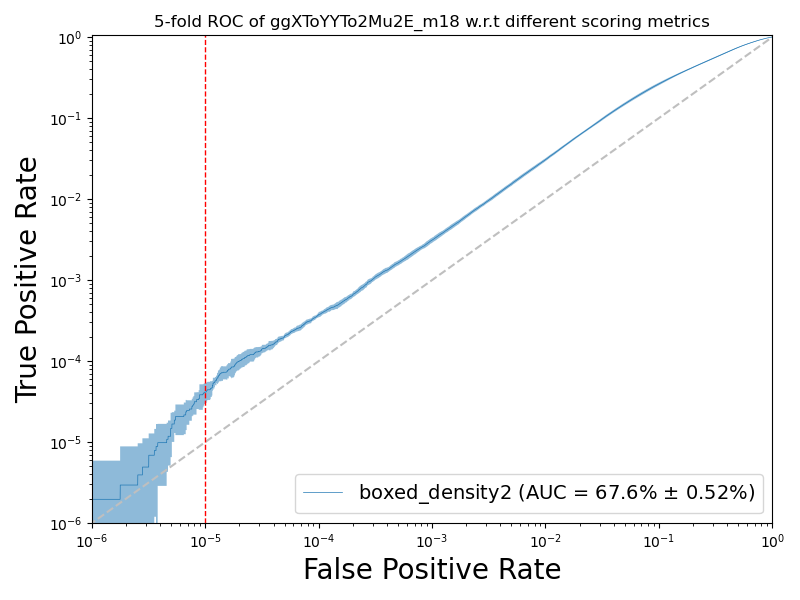 5-fold ROC of ggXToYYTo2Mu2E_m18 w.r.t different scoring metrics
True Positive Rate
10⁰
10⁻¹
10⁻²
10⁻³
10⁻⁴
10⁻⁵
10⁻⁶
boxed_density2 (AUC = 67.6% ± 0.52%)
10⁻⁶ 10⁻⁵ 10⁻⁴ 10⁻³ 10⁻² 10⁻¹ 10⁰
False Positive Rate